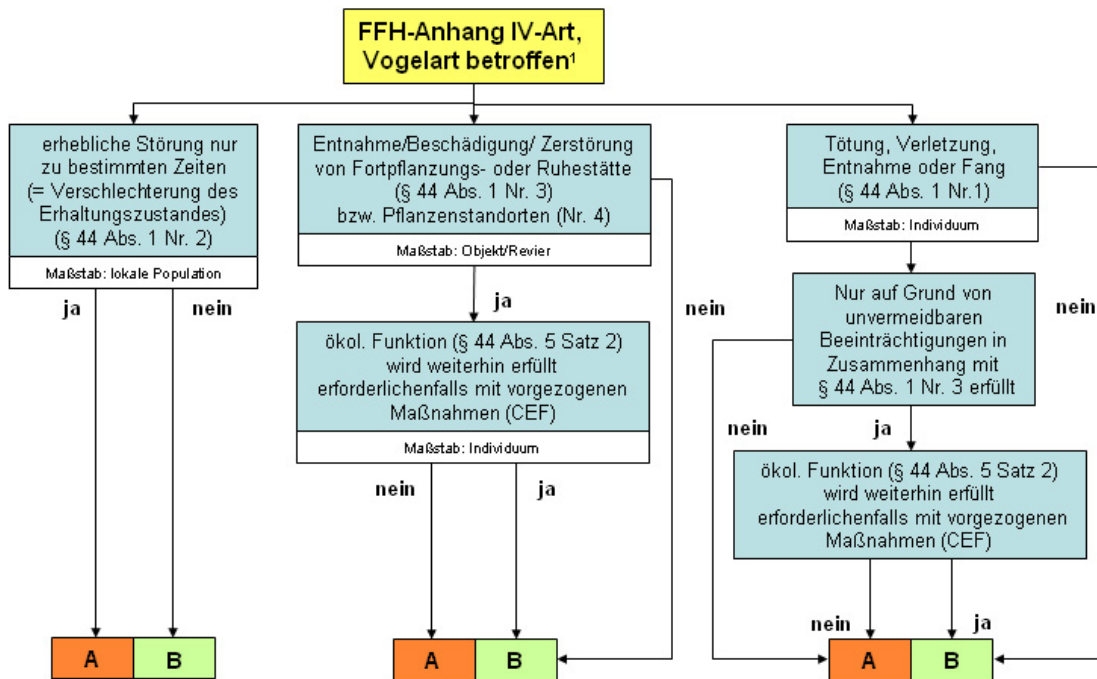 FFH-Anhang IV-Art,
Vogelart betroffen¹
erhebliche Störung nur
zu bestimmten Zeiten
(= Verschlechterung des
Erhaltungszustandes)
(§ 44 Abs. 1 Nr. 2)
Maßstab: lokale Population
ja
nein
A
B
Entnahme/Beschädigung/ Zerstörung
von Fortpflanzungs- oder Ruhestätte
(§ 44 Abs. 1 Nr. 3)
bzw. Pflanzenstandorten (Nr. 4)
Maßstab: Objekt/Revier
ja
nein
ökol. Funktion (§ 44 Abs. 5 Satz 2)
wird weiterhin erfüllt
erforderlichenfalls mit vorgezogenen
Maßnahmen (CEF)
Maßstab: Individuum
nein
ja
A
B
Tötung, Verletzung,
Entnahme oder Fang
(§ 44 Abs. 1 Nr.1)
Maßstab: Individuum
nein
Nur auf Grund von
unvermeidbaren
Beeinträchtigungen in
Zusammenhang mit
§ 44 Abs. 1 Nr. 3 erfüllt
nein
ja
ökol. Funktion (§ 44 Abs. 5 Satz 2)
wird weiterhin erfüllt
erforderlichenfalls mit vorgezogenen
Maßnahmen (CEF)
nein
ja
A
B